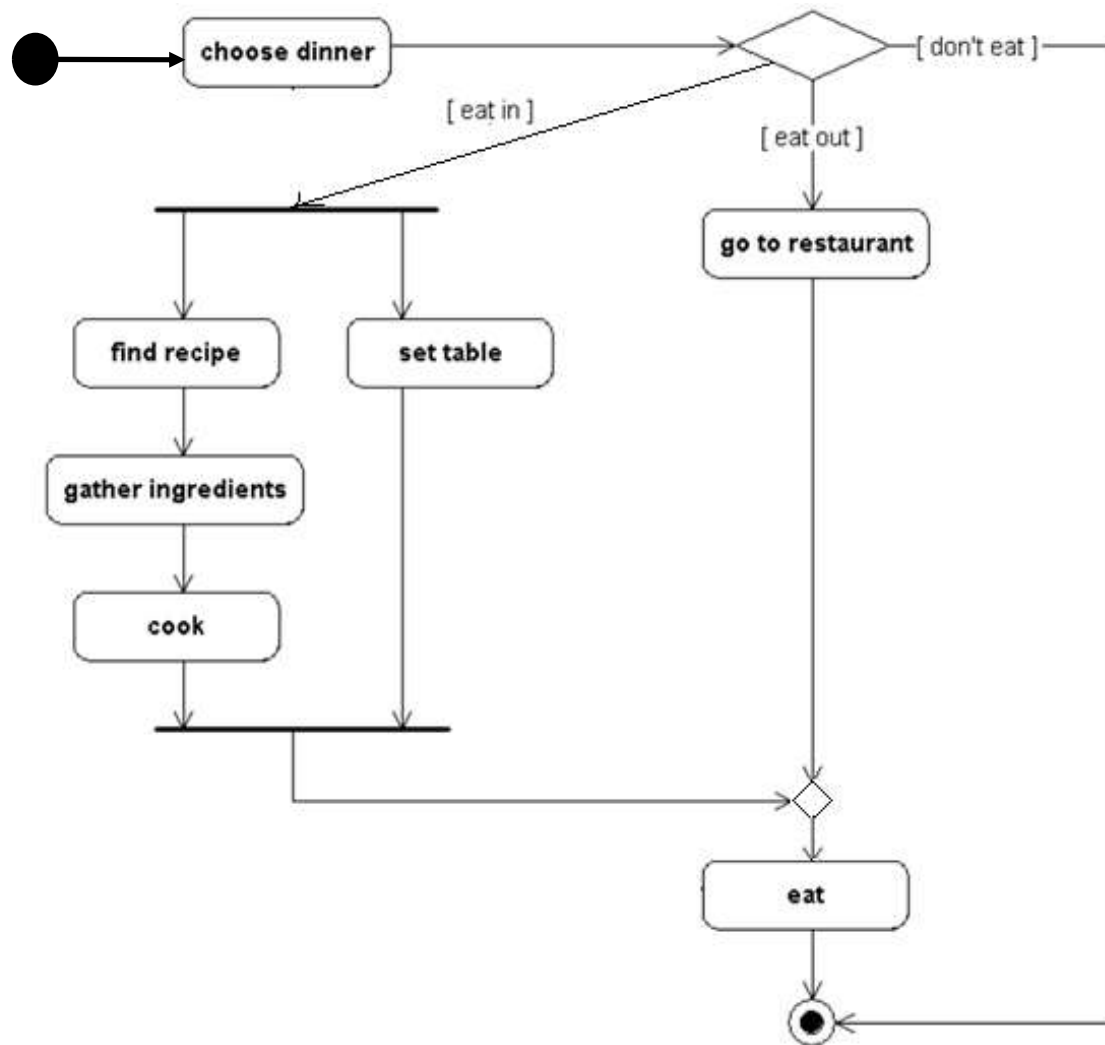 choose dinner
[ don't eat ]
[ eat in ]
[ eat out ]
go to restaurant
find recipe
set table
gather ingredients
cook
eat